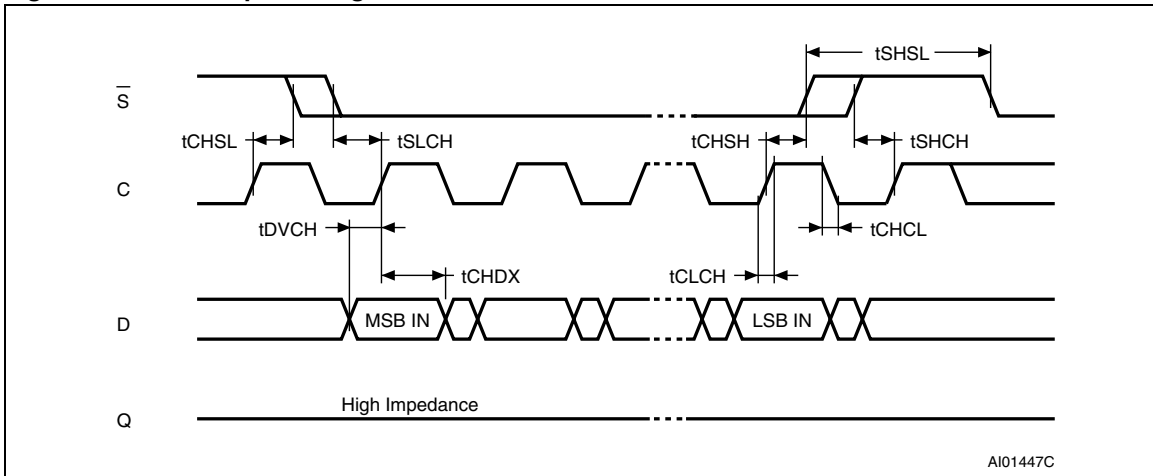 tSHSL
S
tCHSL
tSLCH
tCHSH
tSHCH
C
tDVCH
tCHCL
tCHDX
tCLCH
D
MSB IN
LSB IN
High Impedance
Q
AI01447C